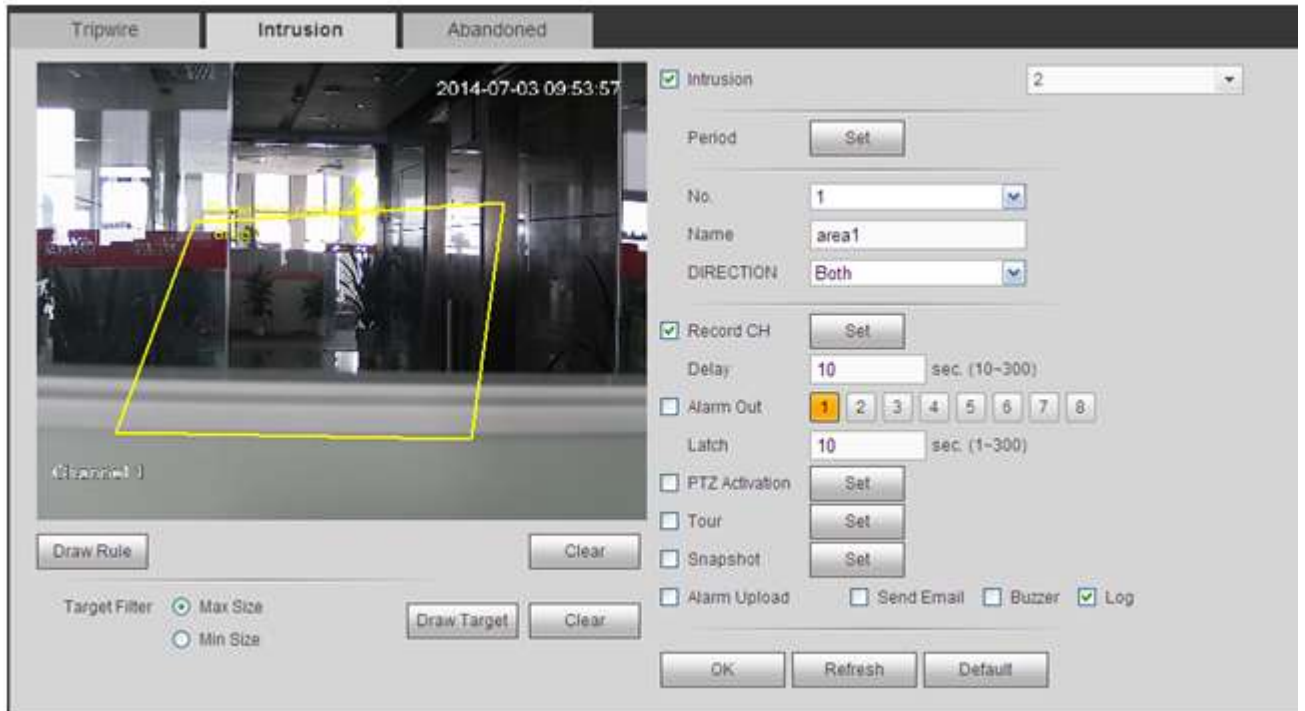 Tripwire
Intrusion
Abandoned
2014-07-03 09:53:57
Channel 1
Draw Rule
Clear
Target Filter
Max Size
Min Size
Draw Target
Clear
Intrusion
2
Period
Set
No.
1
Name
area1
DIRECTION
Both
Record CH
Set
Delay
10
sec. (10~300)
Alarm Out
1 2 3 4 5 6 7 8
Latch
10
sec. (1~300)
PTZ Activation
Set
Tour
Set
Snapshot
Set
Alarm Upload
Send Email
Buzzer
Log
OK
Refresh
Default